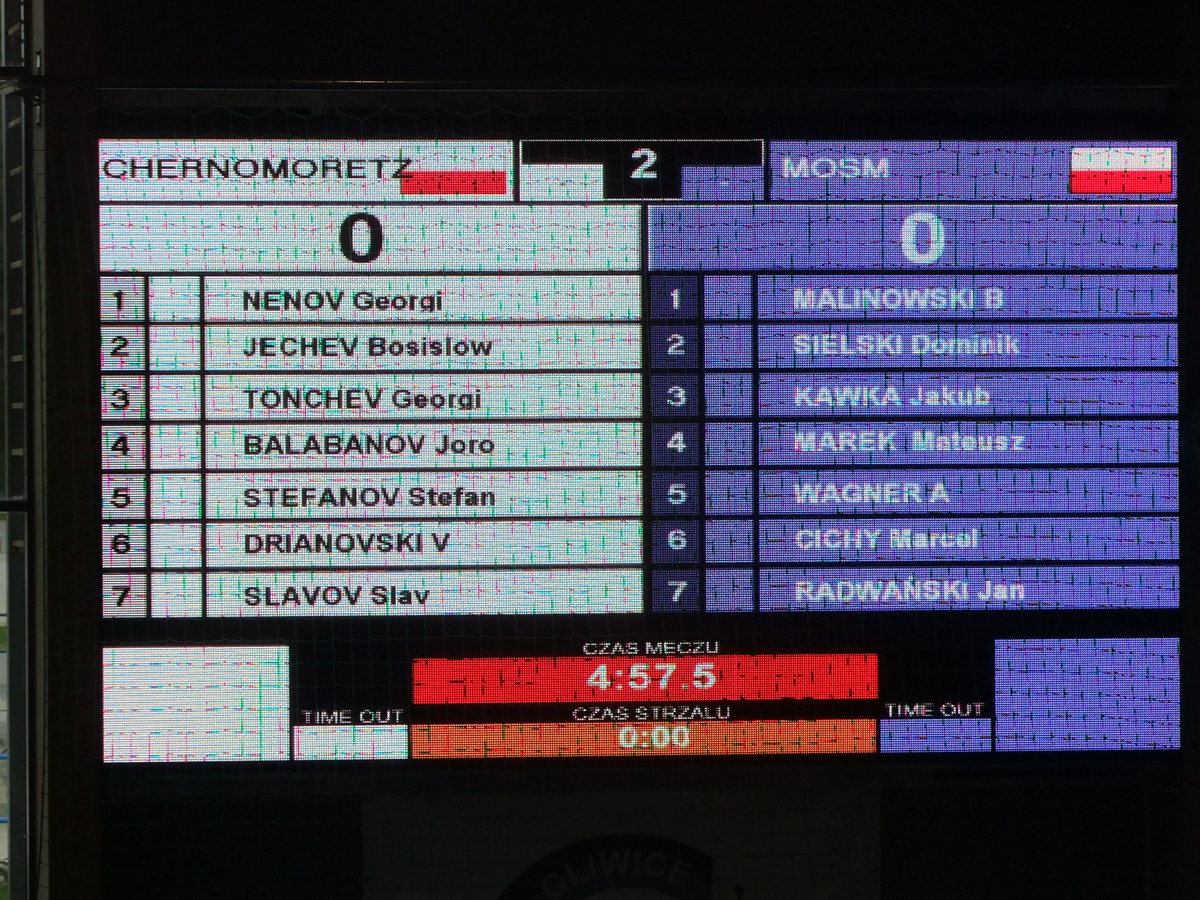 CHERNOMORETZ 2 MOSM
0 0
1 NENOV Georgi 1 MALINOWSKI B
2 JECHEV Bosislow 2 SIELSKI Dominik
3 TONCHEV Georgi 3 KAWKA Jakub
4 BALABANOV Joro 4 MAREK Mateusz
5 STEFANOV Stefan 5 WAGNER A
6 DRIANOVSKI V 6 CICHY Marcel
7 SLAVOV Slav 7 RADWAŃSKI Jan
CZAS MECZU
4:57.5
TIME OUT CZAS STRZALU TIME OUT
0:00
GLIWICE